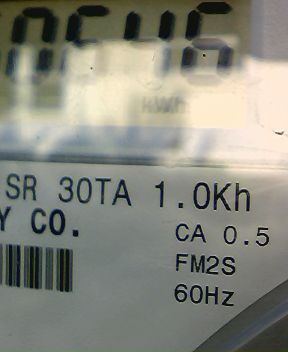 kWh
SR 30TA 1.0Kh
Y CO.
CA 0.5
FM2S
60Hz